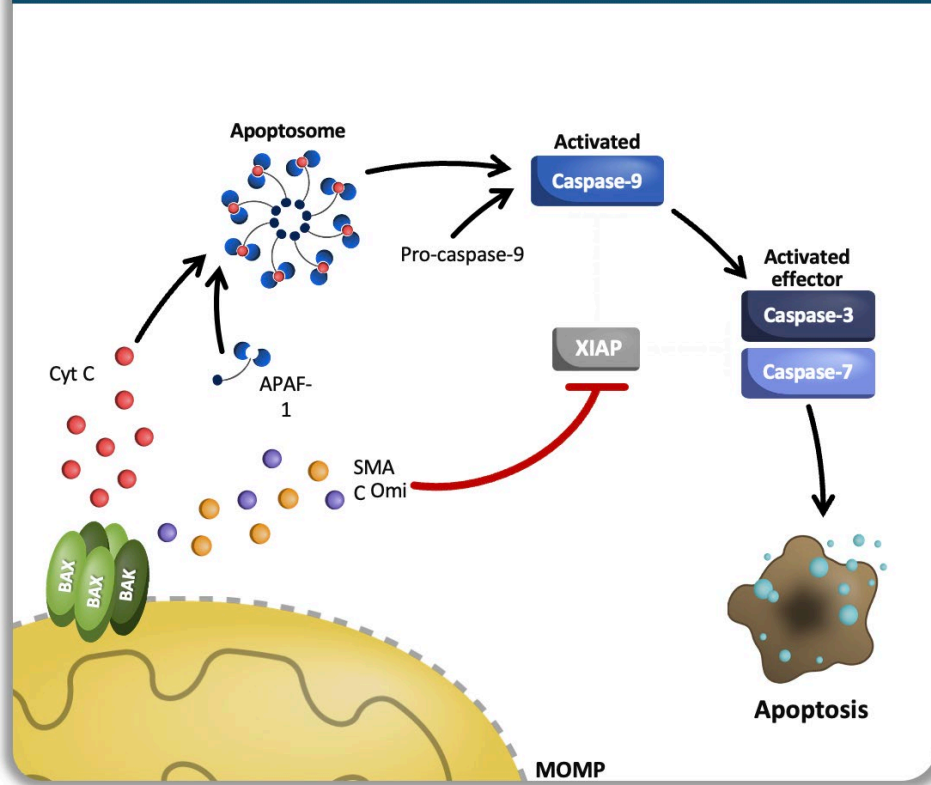 Apoptosome
Activated
Caspase-9
Pro-caspase-9
Activated
effector
Caspase-3
Caspase-7
XIAP
Cyt C
APAF-
1
SMA
C Omi
BAX
BAX
BAK
Apoptosis
MOMP